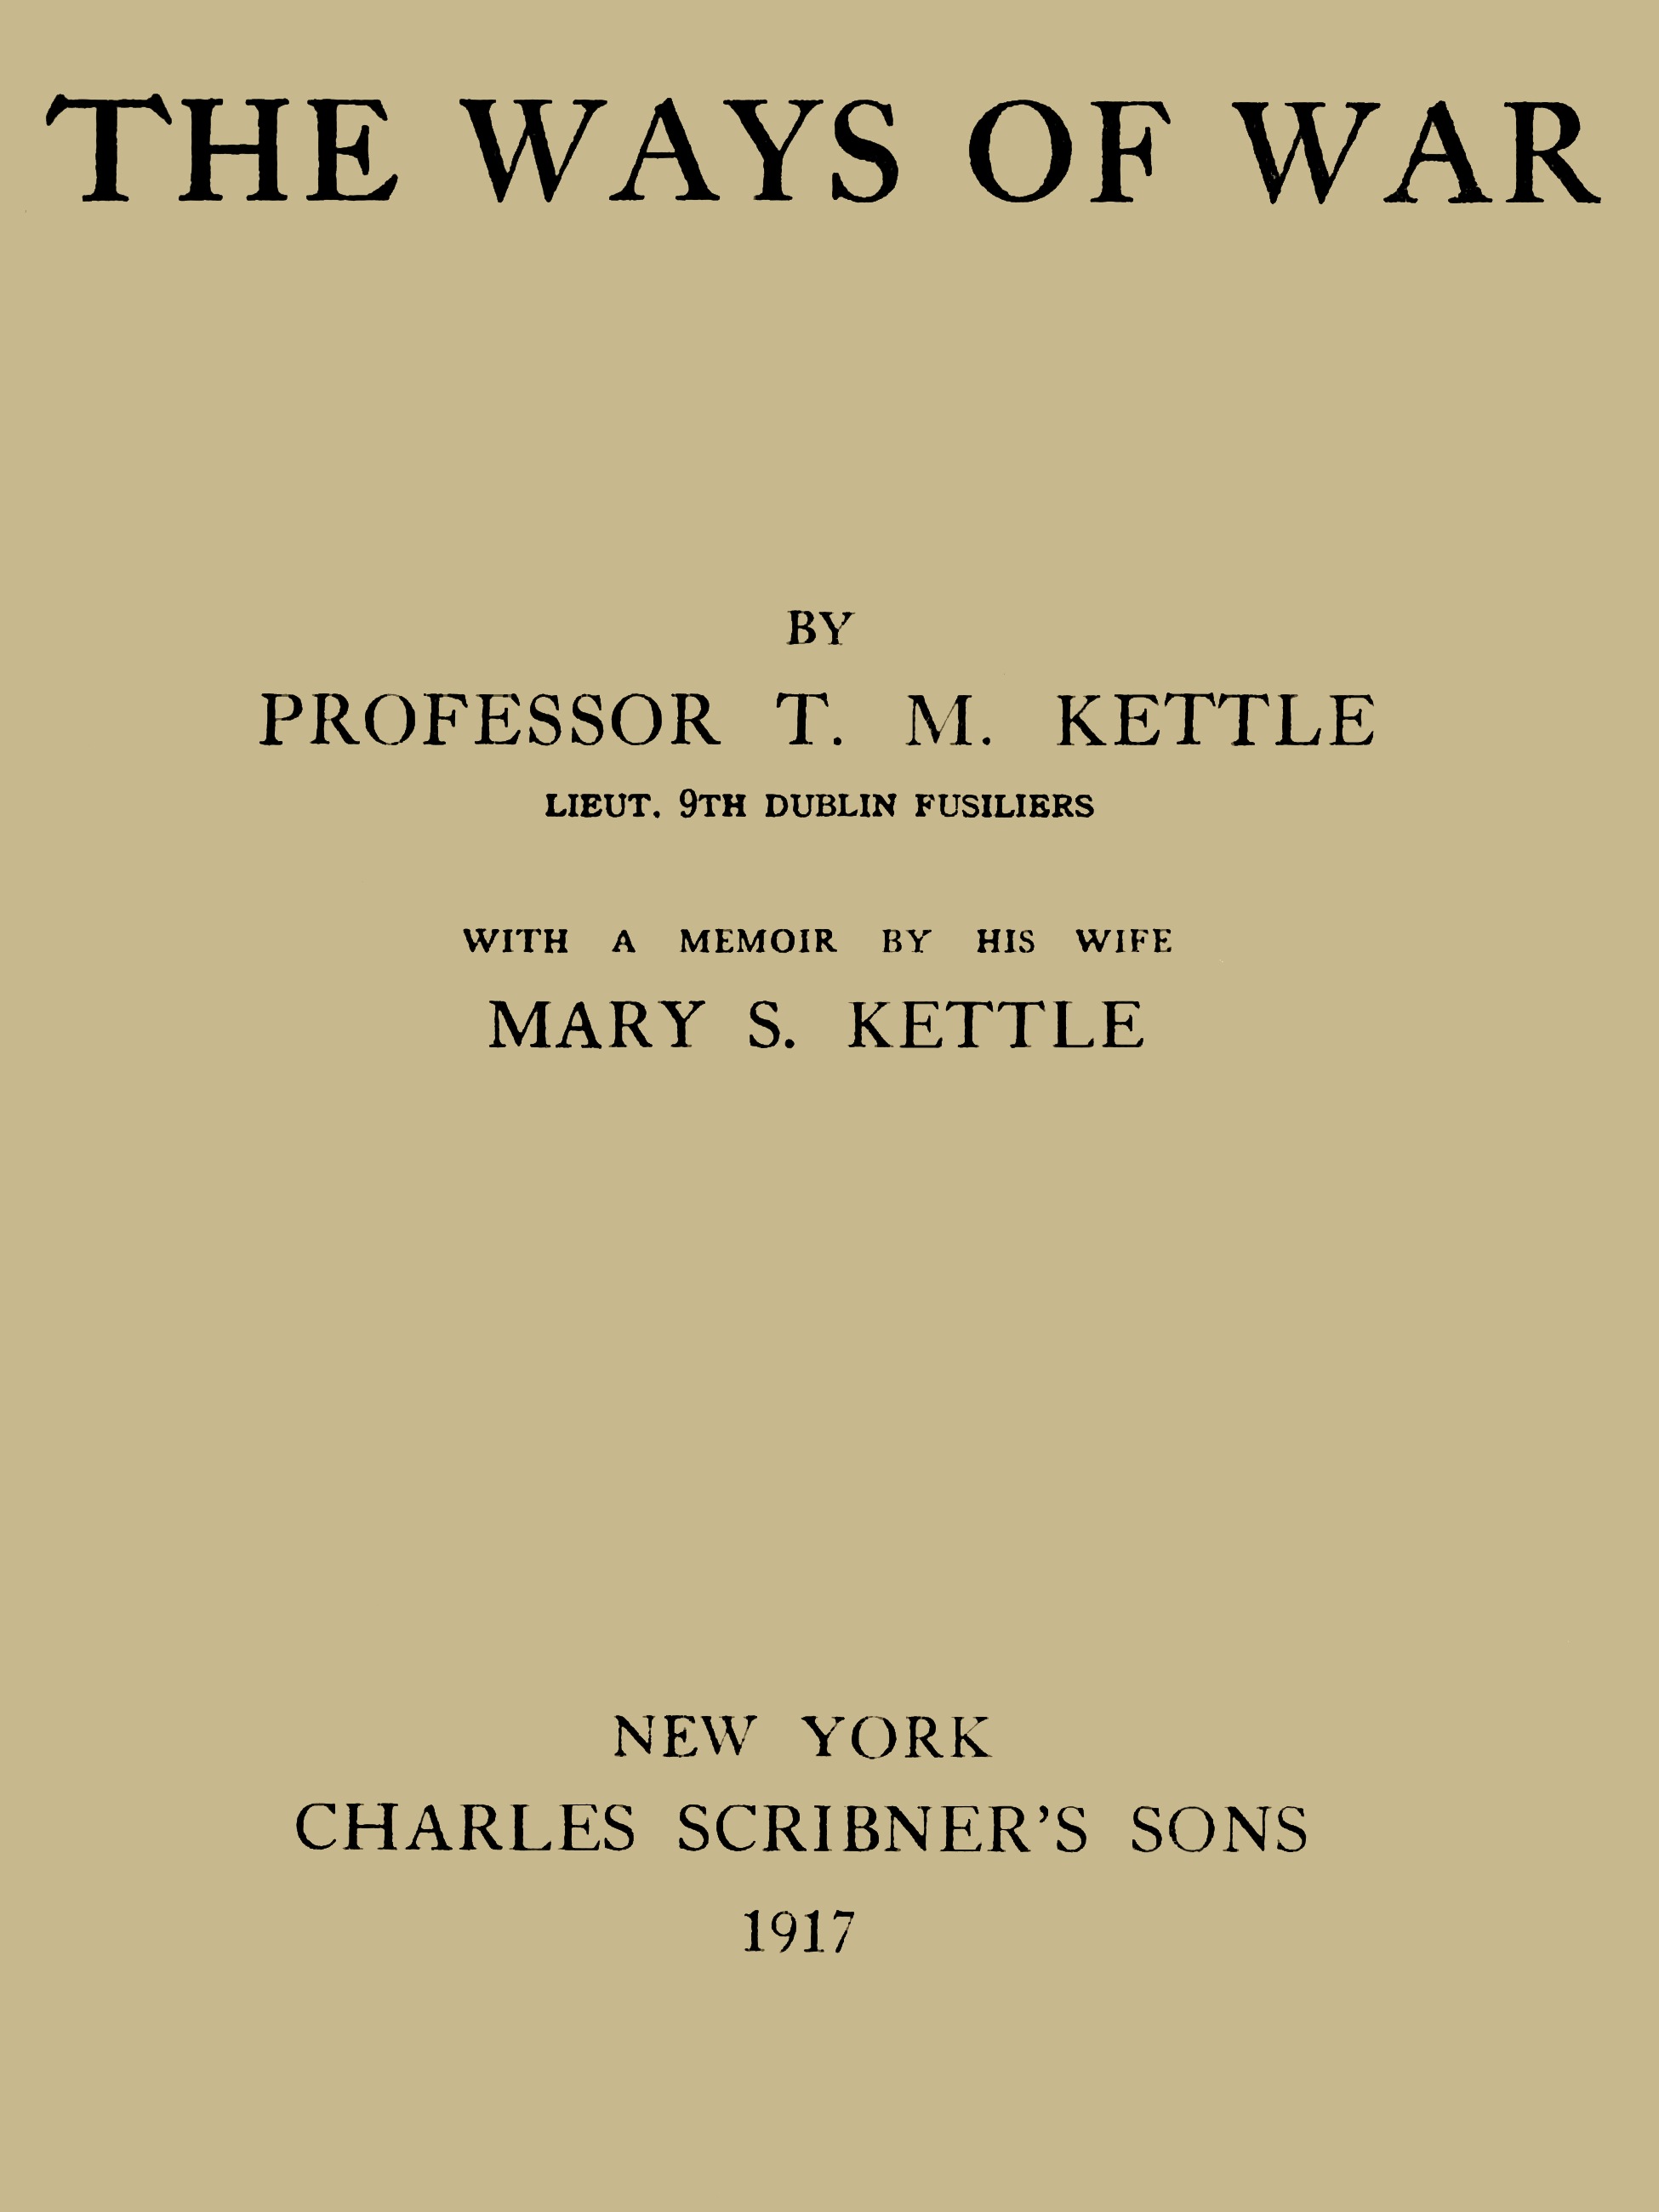 THE WAYS OF WAR
BY
PROFESSOR T. M. KETTLE
LIEUT. 9TH DUBLIN FUSILIERS
WITH A MEMOIR BY HIS WIFE
MARY S. KETTLE
NEW YORK
CHARLES SCRIBNER’S SONS
1917